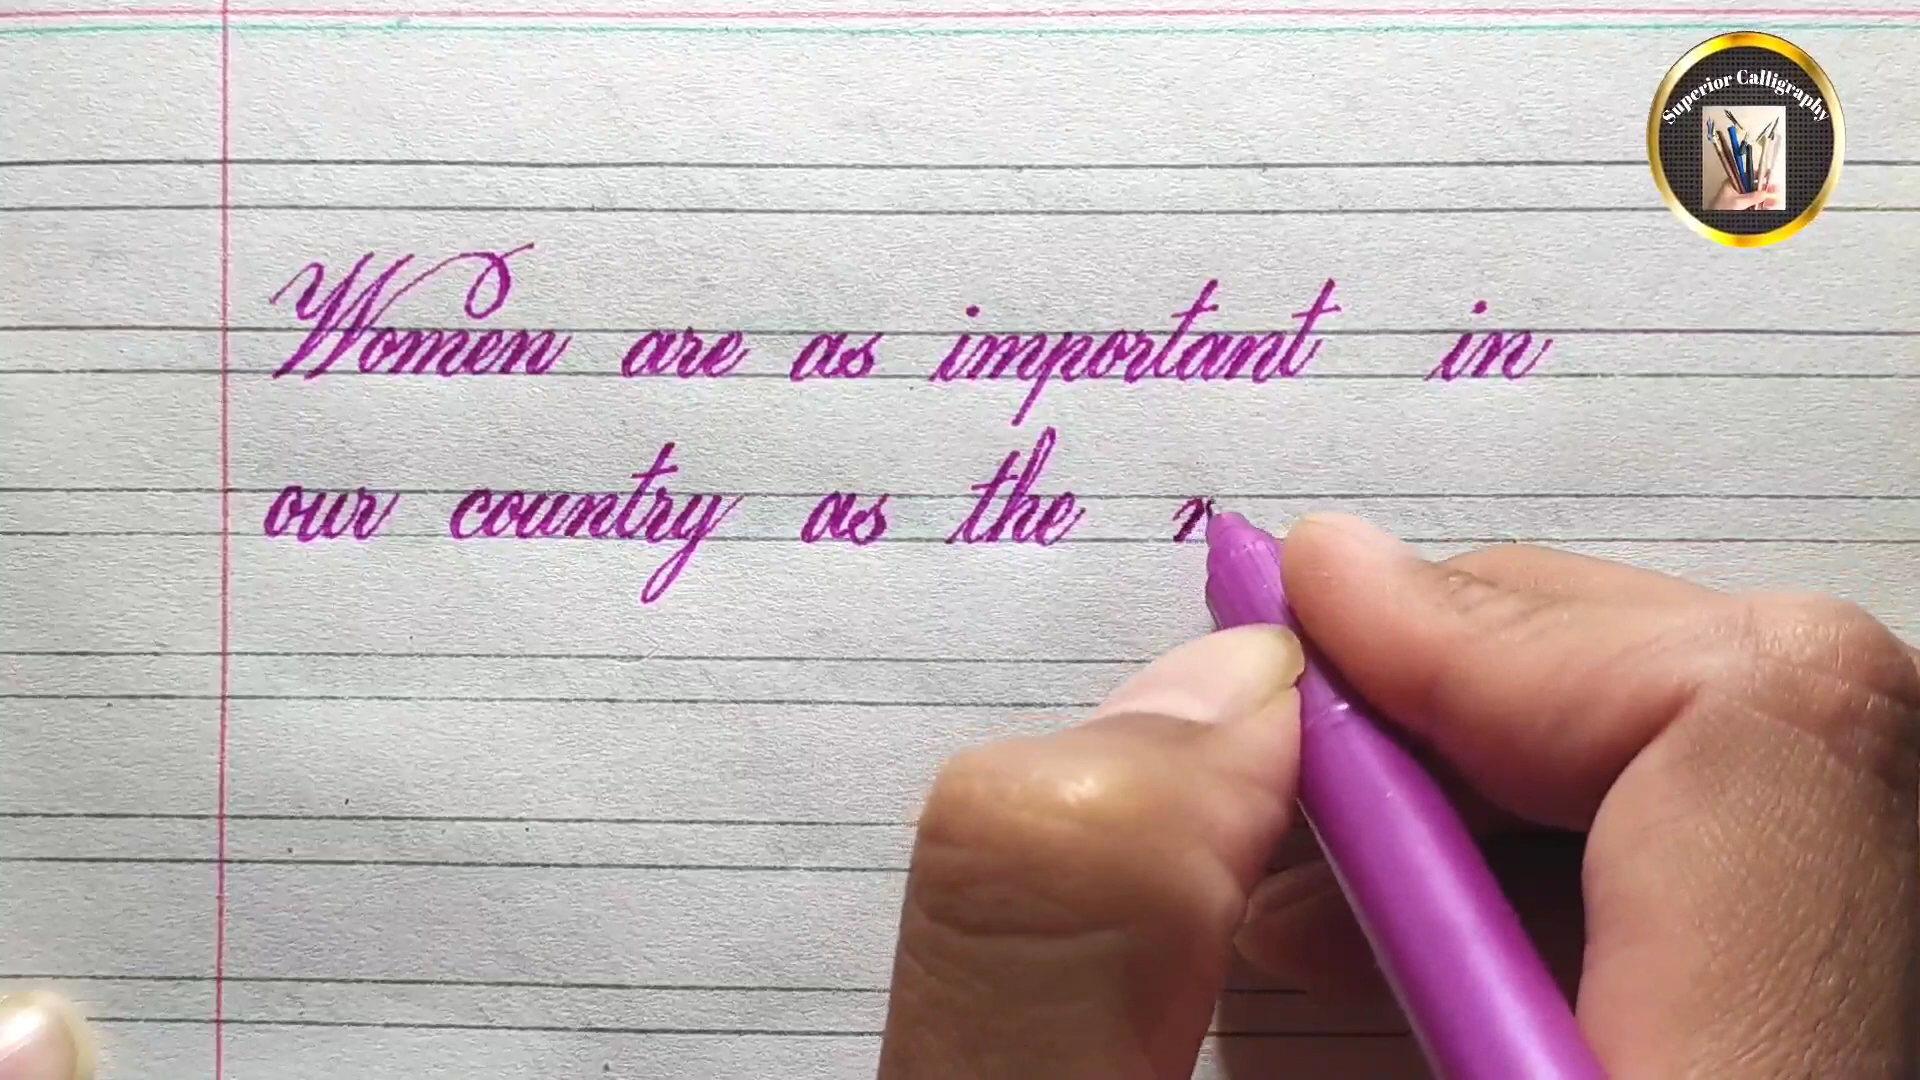 Superior Calligraphy
Women are as important in
our country as the